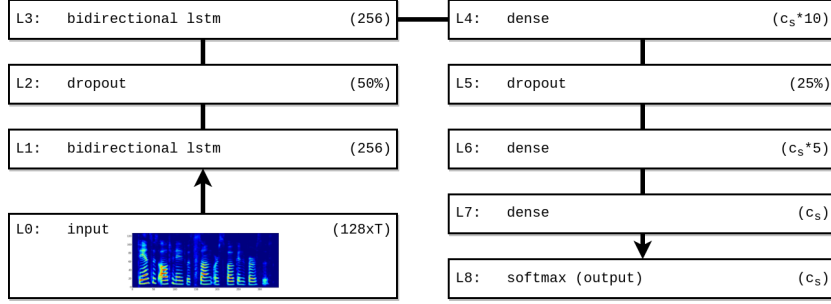 L3: bidirectional lstm (256)
L2: dropout (50%)
L1: bidirectional lstm (256)
L0: input (128xT)
L4: dense (cₛ*10)
L5: dropout (25%)
L6: dense (cₛ*5)
L7: dense (cₛ)
L8: softmax (output) (cₛ)